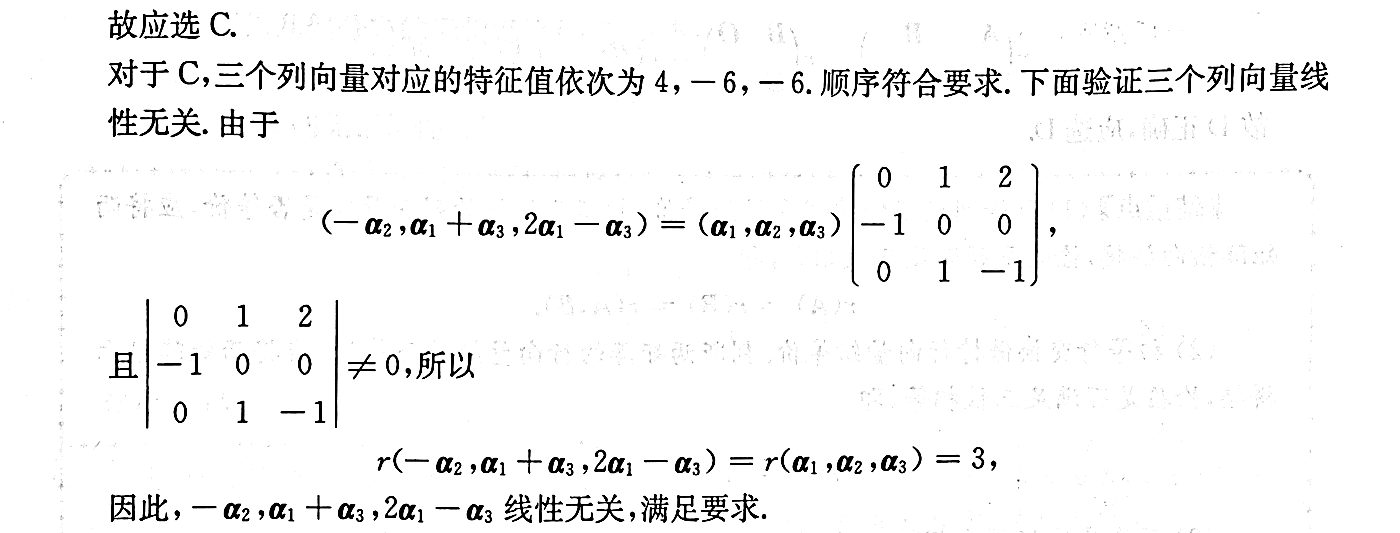 故应选 C.
对于 C,三个列向量对应的特征值依次为 4,－6,－6. 顺序符合要求. 下面验证三个列向量线
性无关. 由于
(－α₂,α₁＋α₃,2α₁－α₃)＝(α₁,α₂,α₃)
0 1 2
－1 0 0
0 1 －1
,
且
0 1 2
－1 0 0
0 1 －1
≠0,所以
r(－α₂,α₁＋α₃,2α₁－α₃)＝r(α₁,α₂,α₃)＝3,
因此,－α₂,α₁＋α₃,2α₁－α₃ 线性无关,满足要求.